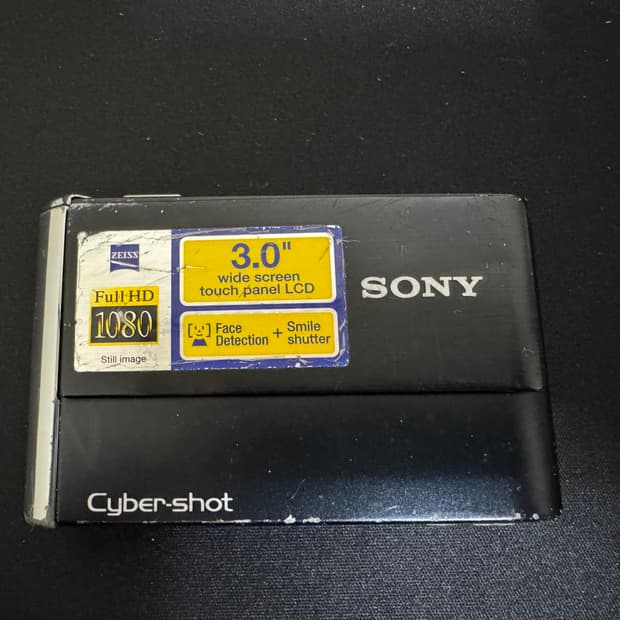 ZEISS
Full HD
1080
Still image
3.0"
wide screen
touch panel LCD
Face
Detection
+
Smile
shutter
SONY
Cyber-shot